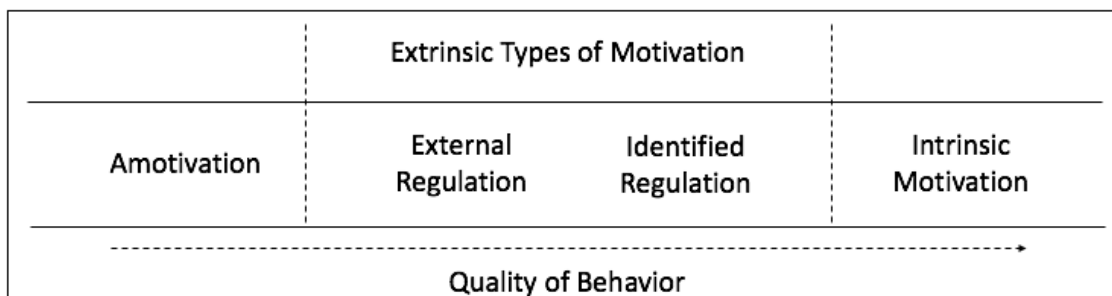 Extrinsic Types of Motivation
Amotivation
External
Regulation
Identified
Regulation
Intrinsic
Motivation
Quality of Behavior